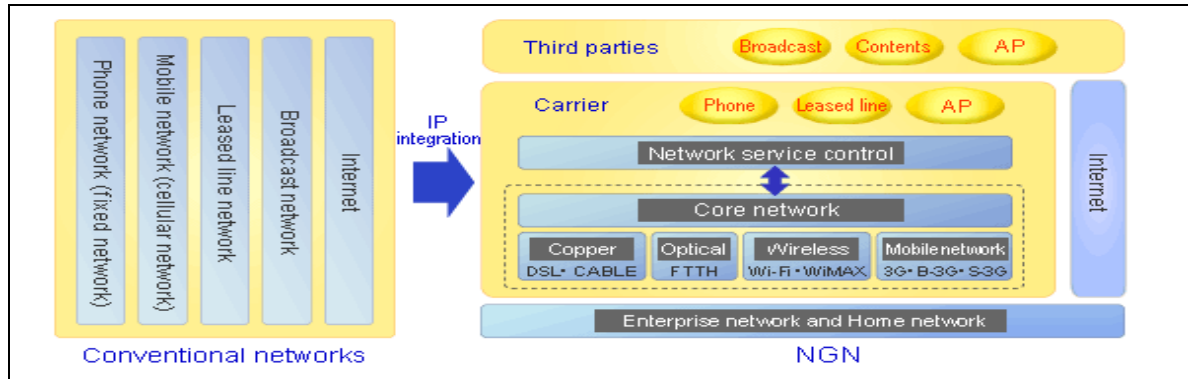 Phone network (fixed network)
Mobile network (cellular network)
Leased line network
Broadcast network
Internet
Conventional networks
IP
integration
Third parties
Broadcast
Contents
AP
Carrier
Phone
Leased line
AP
Network service control
Core network
Copper
DSL・CABLE
Optical
FTTH
Wireless
Wi-Fi・WiMAX
Mobile network
3G・B-3G・S-3G
Internet
Enterprise network and Home network
NGN